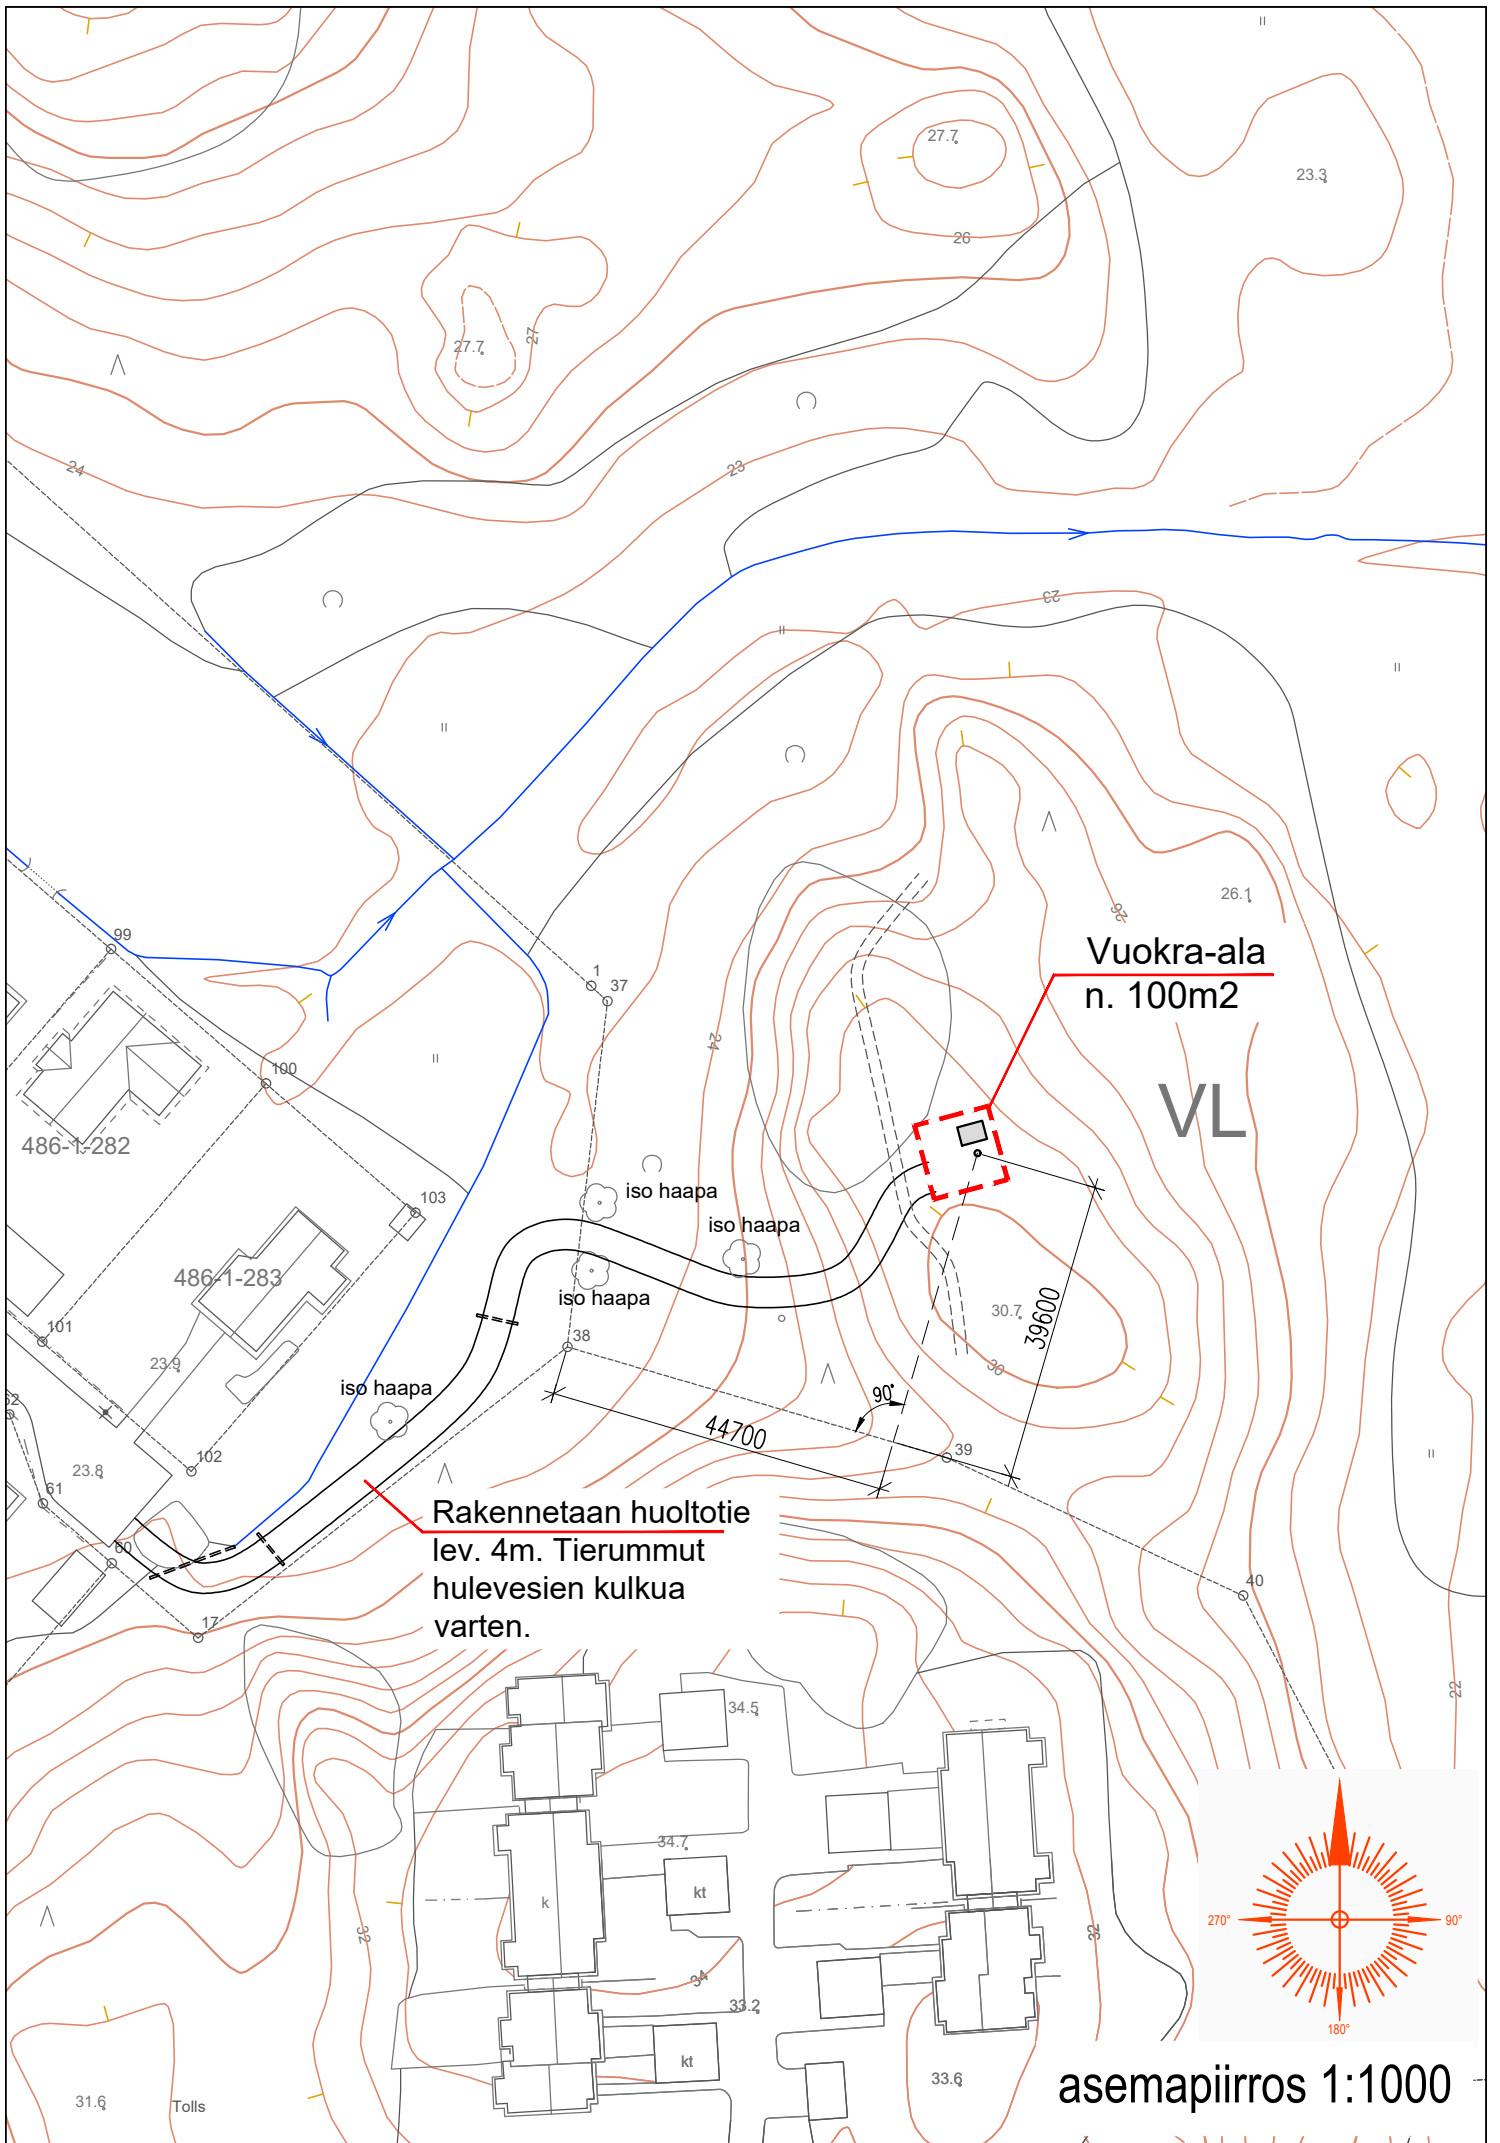 27.7
23.3
26
27.7
27
24
23
23
26.1
26
Vuokra-ala
n. 100m2
99
1
37
24
100
VL
486-1-282
iso haapa
103
iso haapa
486-1-283
iso haapa
30.7
39600
101
38
23.9
30
iso haapa
90°
62
44700
39
102
23.8
61
Rakennetaan huoltotie
lev. 4m. Tierummut
hulevesien kulkua
varten.
60
40
17
22
34.5
34.7
kt
k
32
32
270°
90°
34
33.2
180°
kt
33.6
asemapiirros 1:1000
31.6
Tolls